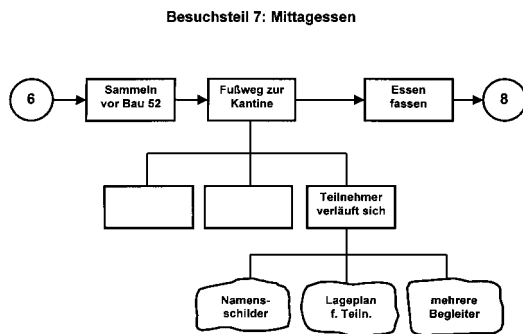 Besuchsteil 7: Mittagessen
6
Sammeln
vor Bau 52
Fußweg zur
Kantine
Essen
fassen
8
Teilnehmer
verläuft sich
Namens-
schilder
Lageplan
f. Teiln.
mehrere
Begleiter